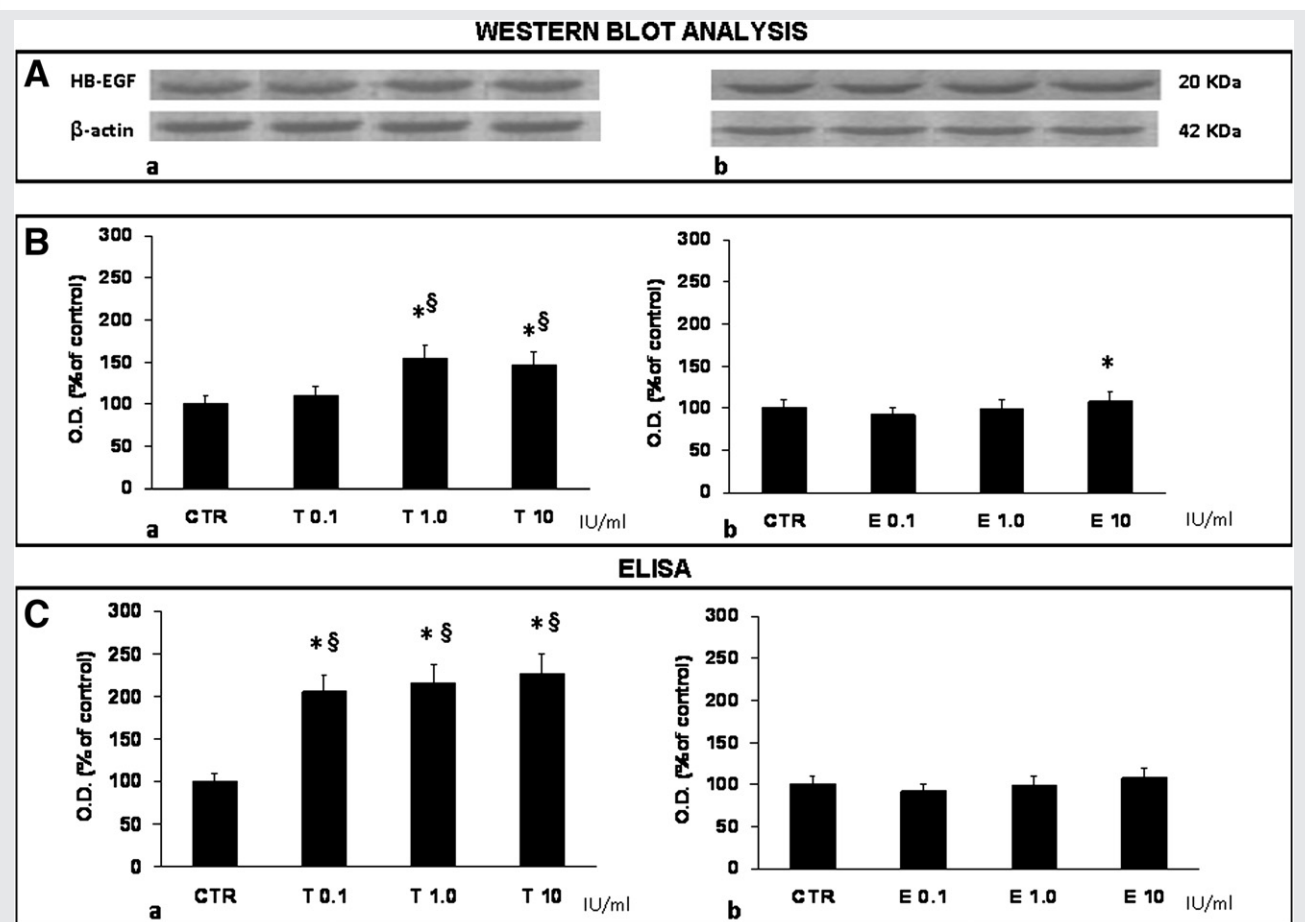 WESTERN BLOT ANALYSIS
A
HB-EGF
20 KDa
β-actin
42 KDa
a
b
B
300
250
200
150
100
50
0
O.D. (% of control)
*§
*§
CTR T 0.1 T 1.0 T 10 IU/ml
a
300
250
200
150
100
50
0
O.D. (% of control)
*
CTR E 0.1 E 1.0 E 10 IU/ml
b
ELISA
C
300
250
200
150
100
50
0
O.D. (% of control)
* §
* §
* §
CTR T 0.1 T 1.0 T 10 IU/ml
a
300
250
200
150
100
50
0
O.D. (% of control)
CTR E 0.1 E 1.0 E 10 IU/ml
b